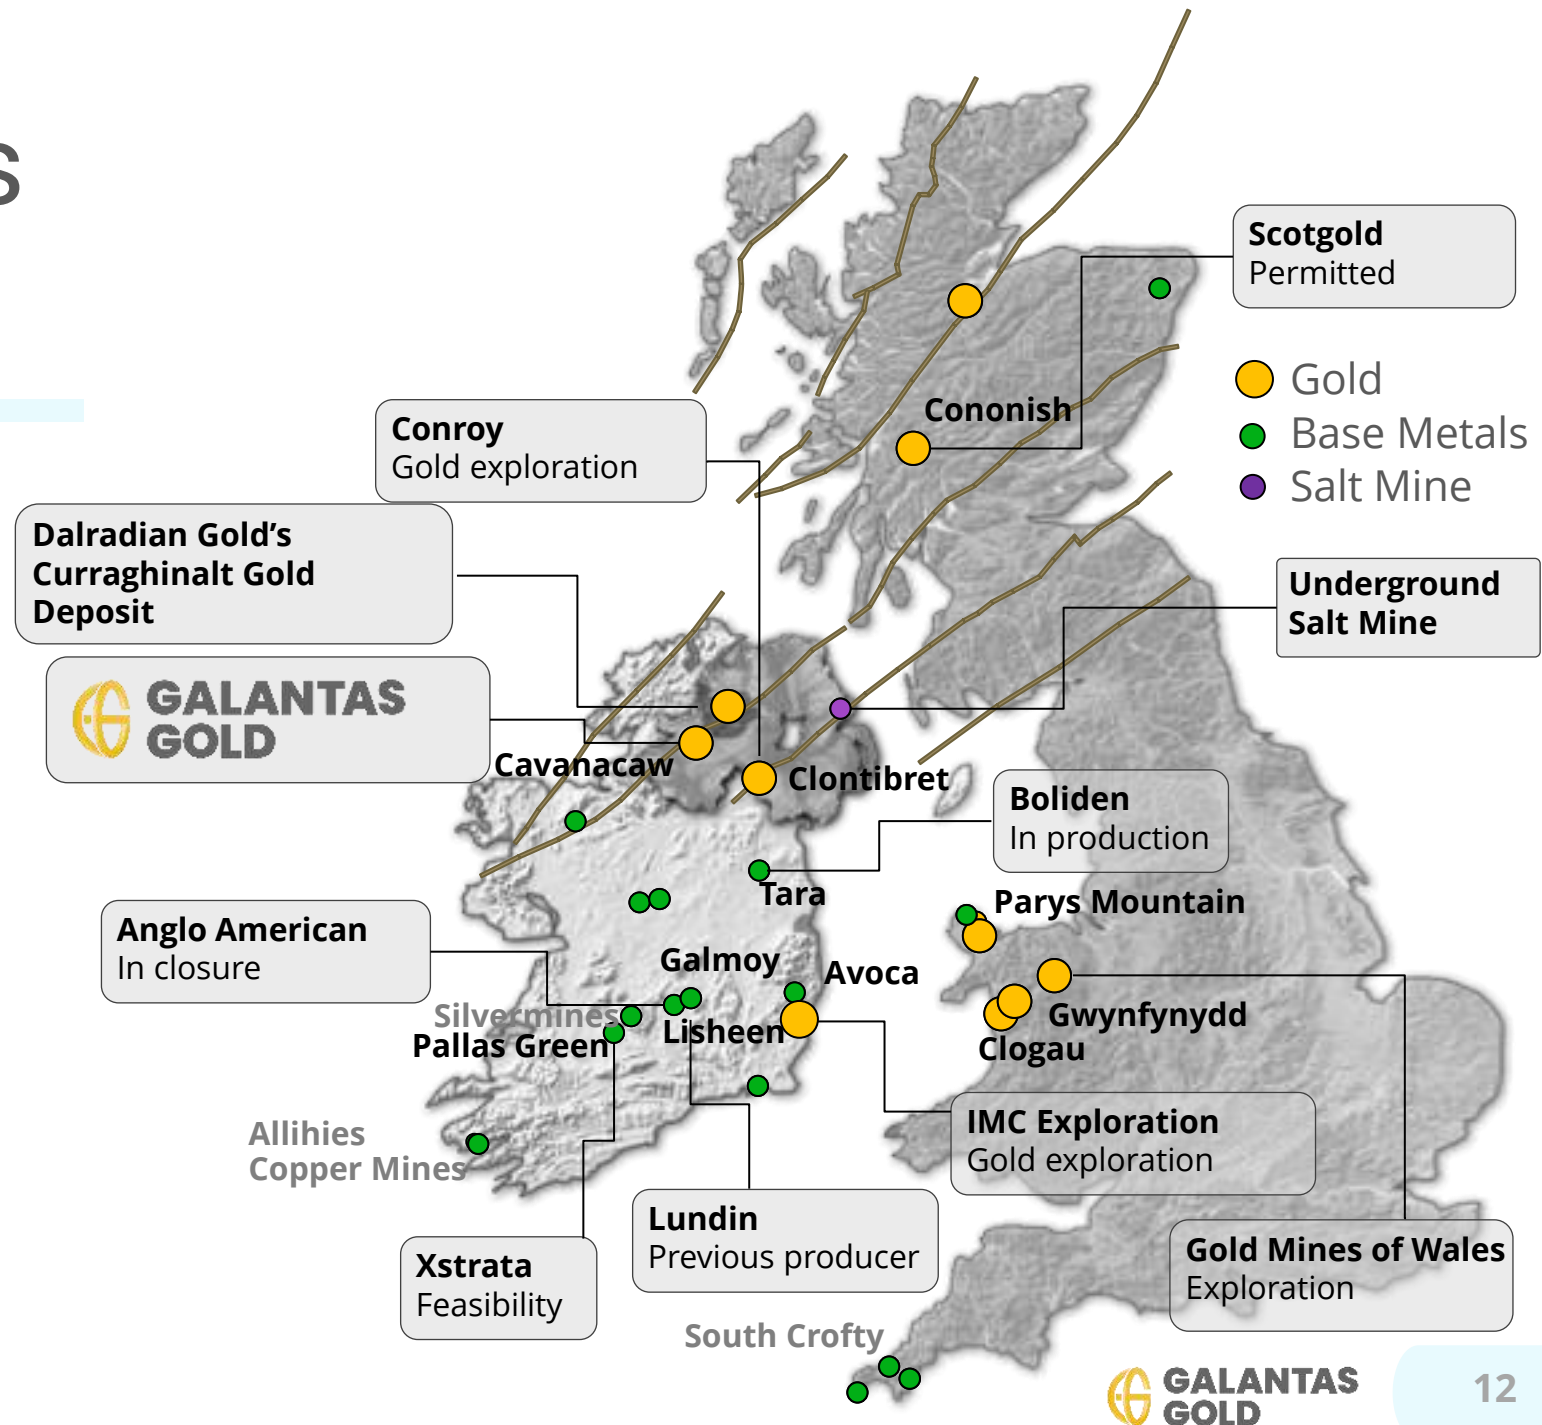 s
Scotgold
Permitted
Gold
Base Metals
Salt Mine
Cononish
Conroy
Gold exploration
Dalradian Gold’s
Curraghinalt Gold
Deposit
Underground
Salt Mine
GALANTAS
GOLD
Cavanacaw
Clontibret
Boliden
In production
Tara
Parys Mountain
Anglo American
In closure
Galmoy
Avoca
Silvermines
Pallas Green
Lisheen
Gwynfynydd
Clogau
IMC Exploration
Gold exploration
Allihies
Copper Mines
Lundin
Previous producer
Xstrata
Feasibility
Gold Mines of Wales
Exploration
South Crofty
GALANTAS
GOLD
12